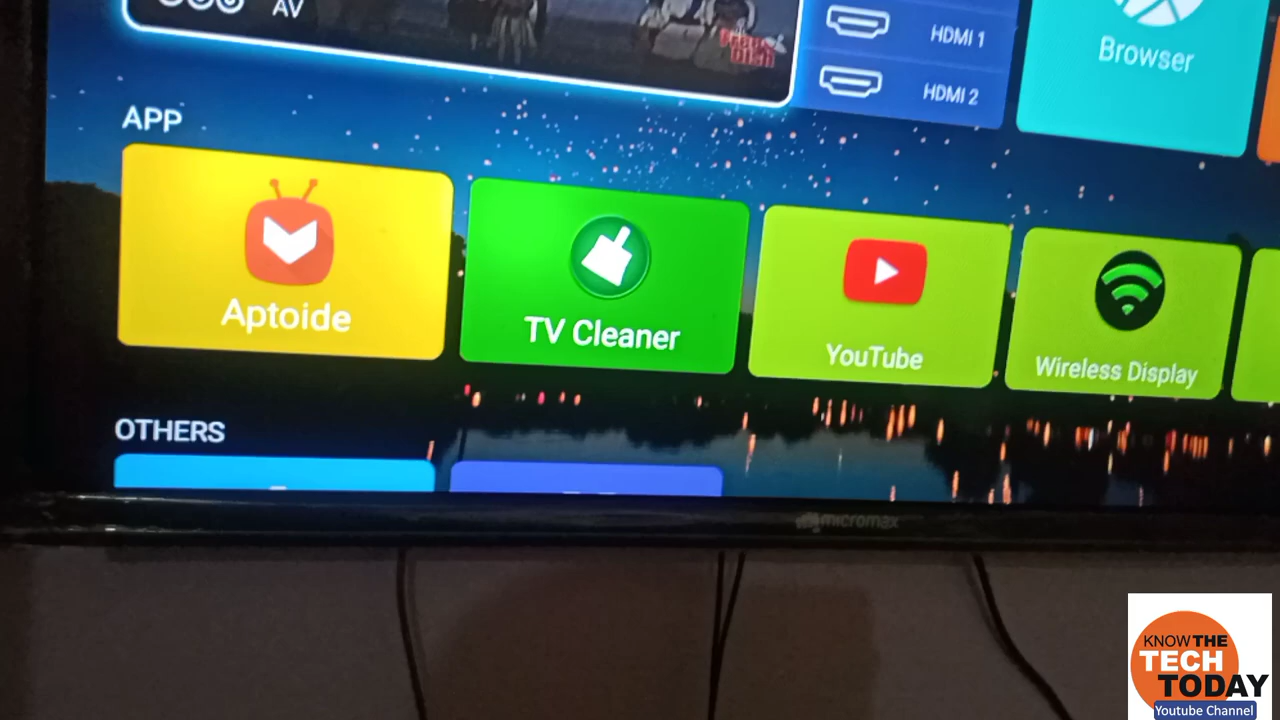 AV
HDMI 1
HDMI 2
Browser
APP
Aptoide
TV Cleaner
YouTube
Wireless Display
OTHERS
micromax
KNOW THE
TECH
TODAY
Youtube Channel